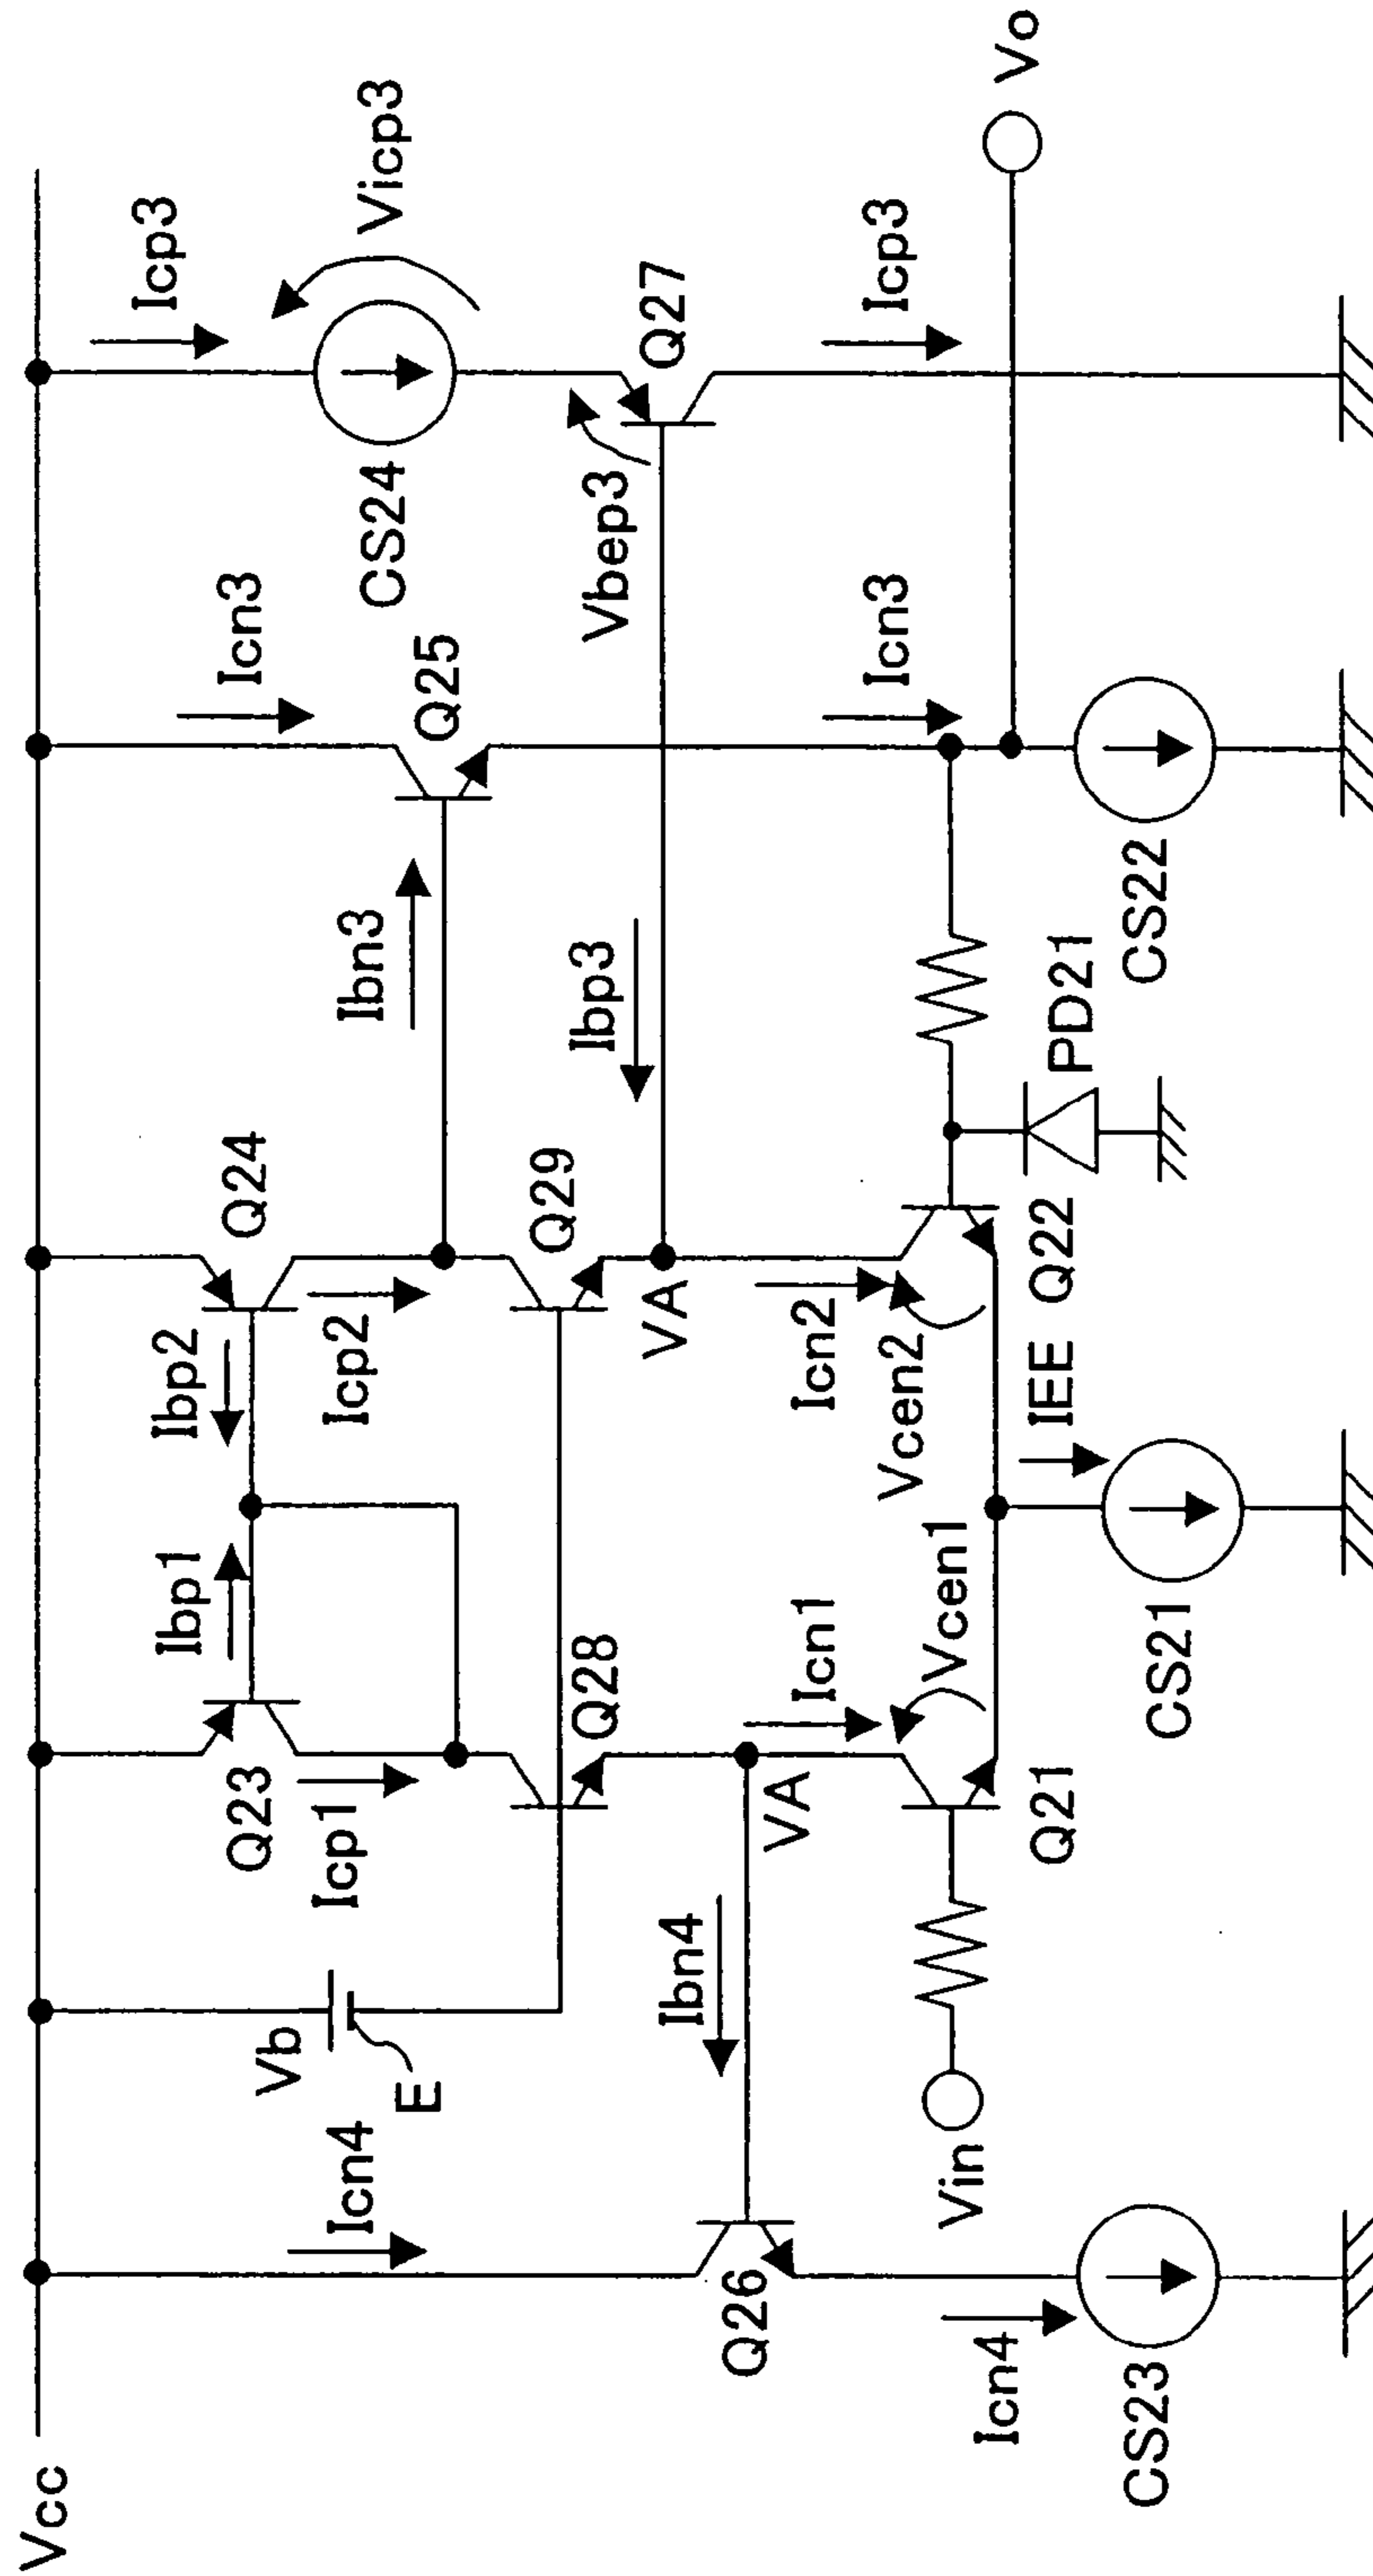 Vcc
Icn4
Vb
E
Q26
Icn4
CS23
Ibn4
Vin
Q23
Icp1
Ibp1
Q28
VA
Icn1
Vcen1
Q21
CS21
IEE
Ibp2
Q24
Icp2
Q29
VA
Icn2
Vcen2
Q22
PD21
Ibn3
Ibp3
Icn3
Q25
Icn3
CS22
Icp3
Vicp3
CS24
Q27
Vbep3
Icp3
Vo